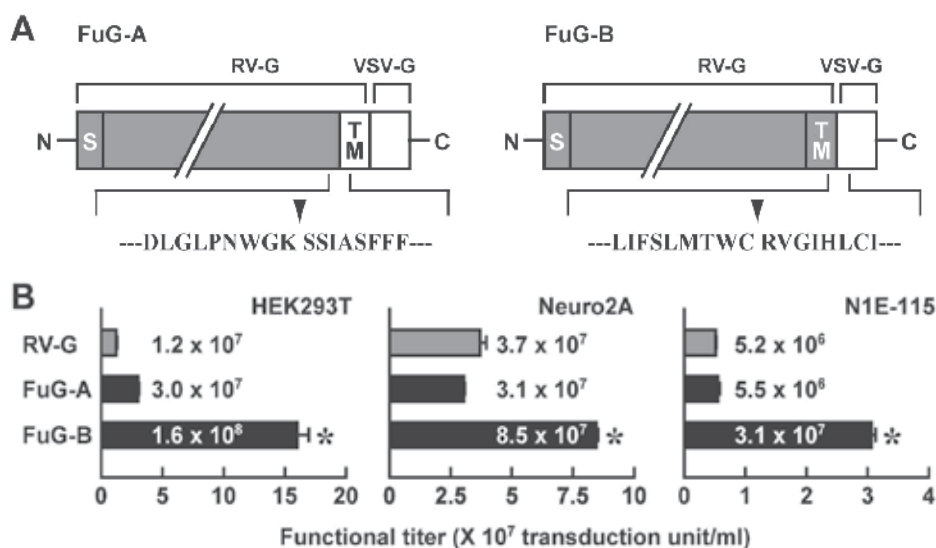 A
FuG-A
FuG-B
RV-G VSV-G
RV-G VSV-G
N S TM C
N S TM C
---DLGLPNWGK SSIASFFF---
---LIFSLMTWC RVGIHLCI---
B
HEK293T
Neuro2A
N1E-115
RV-G 1.2 x 10⁷ 3.7 x 10⁷ 5.2 x 10⁶
FuG-A 3.0 x 10⁷ 3.1 x 10⁷ 5.5 x 10⁶
FuG-B 1.6 x 10⁸ * 8.5 x 10⁷ * 3.1 x 10⁷ *
0 5 10 15 20 0 2.5 5 7.5 10 0 1 2 3 4
Functional titer (X 10⁷ transduction unit/ml)